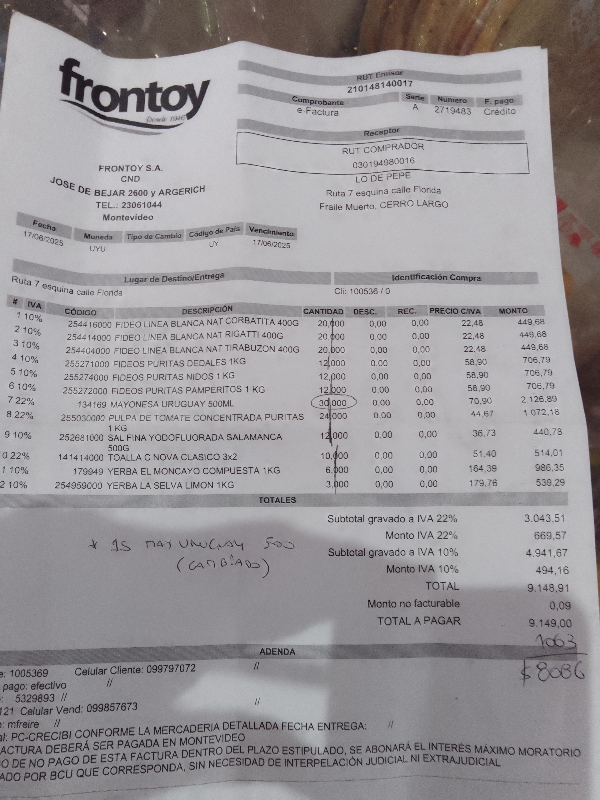 frontoy
Desde 1946
RUT Emisor
210148140017
Comprobante Serie Numero F. pago
e-Factura A 2719483 Crédito
Receptor
RUT COMPRADOR
030194980016
LO DE PEPE
Ruta 7 esquina calle Florida
Fraile Muerto, CERRO LARGO
FRONTOY S.A.
CND
JOSE DE BEJAR 2600 y ARGERICH
TEL.: 23061044
Montevideo
Fecha Moneda Tipo de Cambio Código de País Vencimiento
17/06/2025 UYU UY 17/06/2025
Lugar de Destino/Entrega Identificación Compra
Ruta 7 esquina calle Florida Cli: 100536 / 0
# IVA CÓDIGO DESCRIPCIÓN CANTIDAD DESC. REC. PRECIO C/IVA MONTO
1 10% 254416000 FIDEO LINEA BLANCA NAT CORBATITA 400G 20,000 0,00 0,00 22,48 449,68
2 10% 254414000 FIDEO LINEA BLANCA NAT RIGATTI 400G 20,000 0,00 0,00 22,48 449,68
3 10% 254404000 FIDEO LINEA BLANCA NAT TIRABUZON 400G 20,000 0,00 0,00 22,48 449,68
4 10% 255271000 FIDEOS PURITAS DEDALES 1KG 12,000 0,00 0,00 58,90 706,79
5 10% 255274000 FIDEOS PURITAS NIDOS 1 KG 12,000 0,00 0,00 58,90 706,79
6 10% 255272000 FIDEOS PURITAS PAMPERITOS 1 KG 12,000 0,00 0,00 58,90 706,79
7 22% 134169 MAYONESA URUGUAY 500ML 30,000 0,00 0,00 70,90 2.126,89
8 22% 255030000 PULPA DE TOMATE CONCENTRADA PURITAS 24,000 0,00 0,00 44,67 1.072,18
1 KG
9 10% 252681000 SAL FINA YODOFLUORADA SALAMANCA 12,000 0,00 0,00 36,73 440,78
500G
0 22% 141414000 TOALLA C NOVA CLASICO 3x2 10,000 0,00 0,00 51,40 514,01
1 10% 179949 YERBA EL MONCAYO COMPUESTA 1KG 6,000 0,00 0,00 164,39 986,35
2 10% 254959000 YERBA LA SELVA LIMON 1KG 3,000 0,00 0,00 179,76 539,29
TOTALES
Subtotal gravado a IVA 22% 3.043,51
Monto IVA 22% 669,57
Subtotal gravado a IVA 10% 4.941,67
Monto IVA 10% 494,16
TOTAL 9.148,91
Monto no facturable 0,09
TOTAL A PAGAR 9.149,00
* 15 MAY URUGUAY 500
(CAMBIADO)
1063
$ 8086
ADENDA
e: 1005369 Celular Cliente: 099797072 //
pago: efectivo //
: 5329893 //
121 Celular Vend: 099857673 //
: mfreire //
al: PC-CRECIBI CONFORME LA MERCADERIA DETALLADA FECHA ENTREGA: //
FACTURA DEBERÁ SER PAGADA EN MONTEVIDEO
O DE NO PAGO DE ESTA FACTURA DENTRO DEL PLAZO ESTIPULADO, SE ABONARÁ EL INTERÉS MÁXIMO MORATORIO
ADO POR BCU QUE CORRESPONDA, SIN NECESIDAD DE INTERPELACIÓN JUDICIAL NI EXTRAJUDICIAL